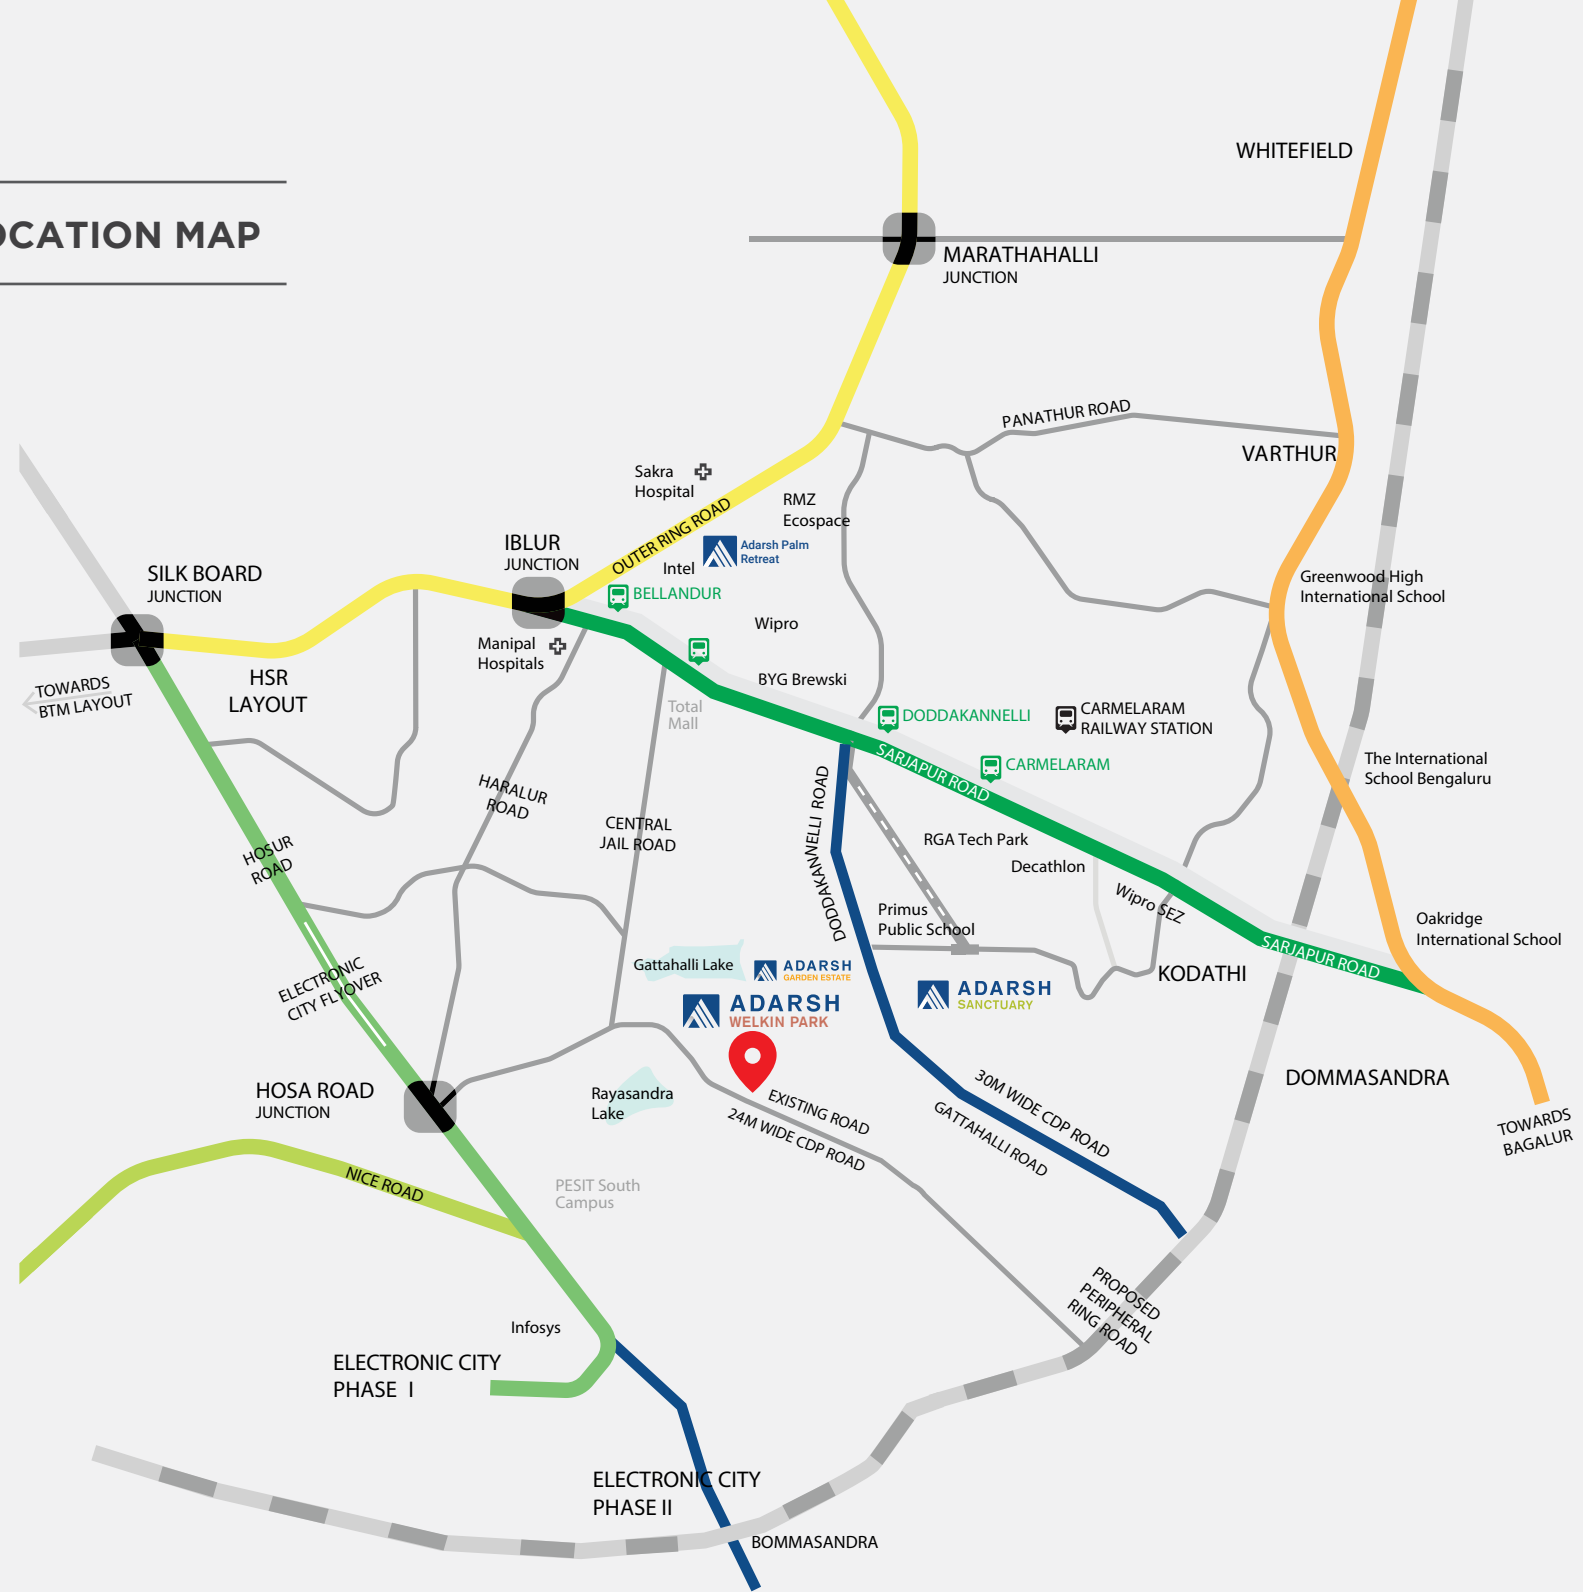 WHITEFIELD
OCATION MAP
MARATHAHALLI
JUNCTION
PANATHUR ROAD
VARTHUR
Sakra
Hospital
RMZ
Ecospace
OUTER RING ROAD
IBLUR
JUNCTION
Adarsh Palm
Retreat
Intel
SILK BOARD
JUNCTION
BELLANDUR
Greenwood High
International School
Wipro
Manipal
Hospitals
HSR
LAYOUT
TOWARDS
BTM LAYOUT
BYG Brewski
Total
Mall
DODDAKANNELLI
CARMELARAM
RAILWAY STATION
SARJAPUR ROAD
CARMELARAM
The International
School Bengaluru
HARALUR
ROAD
CENTRAL
JAIL ROAD
DODDAKANNELLI ROAD
RGA Tech Park
Decathlon
HOSUR
ROAD
Wipro SEZ
Primus
Public School
Oakridge
International School
SARJAPUR ROAD
Gattahalli Lake
ADARSH
GARDEN ESTATE
KODATHI
ELECTRONIC
CITY FLYOVER
ADARSH
WELKIN PARK
ADARSH
SANCTUARY
HOSA ROAD
JUNCTION
Rayasandra
Lake
EXISTING ROAD
24M WIDE CDP ROAD
30M WIDE CDP ROAD
GATTAHALLI ROAD
DOMMASANDRA
TOWARDS
BAGALUR
NICE ROAD
PESIT South
Campus
PROPOSED
PERIPHERAL
RING ROAD
Infosys
ELECTRONIC CITY
PHASE I
ELECTRONIC CITY
PHASE II
BOMMASANDRA